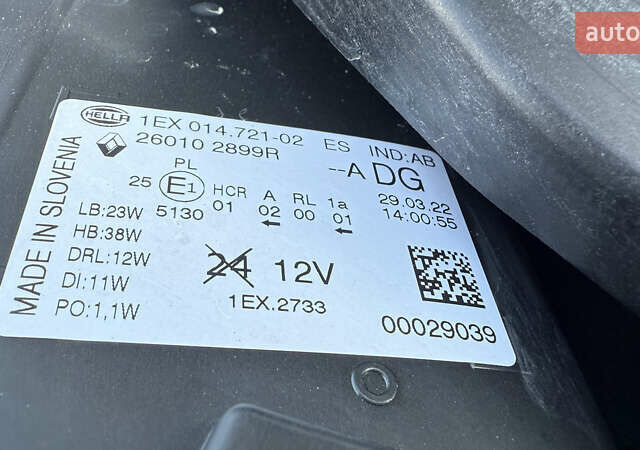 auto
HELLA 1EX 014.721-02 ES IND:AB
260102899R
--A DG
PL
25 E1 HCR A RL 1a
5130 01 02 00 01
29.03.22
14:00:55
LB:23W
HB:38W
DRL:12W
DI:11W
PO:1,1W
24 12V
1EX.2733
00029039
MADE IN SLOVENIA